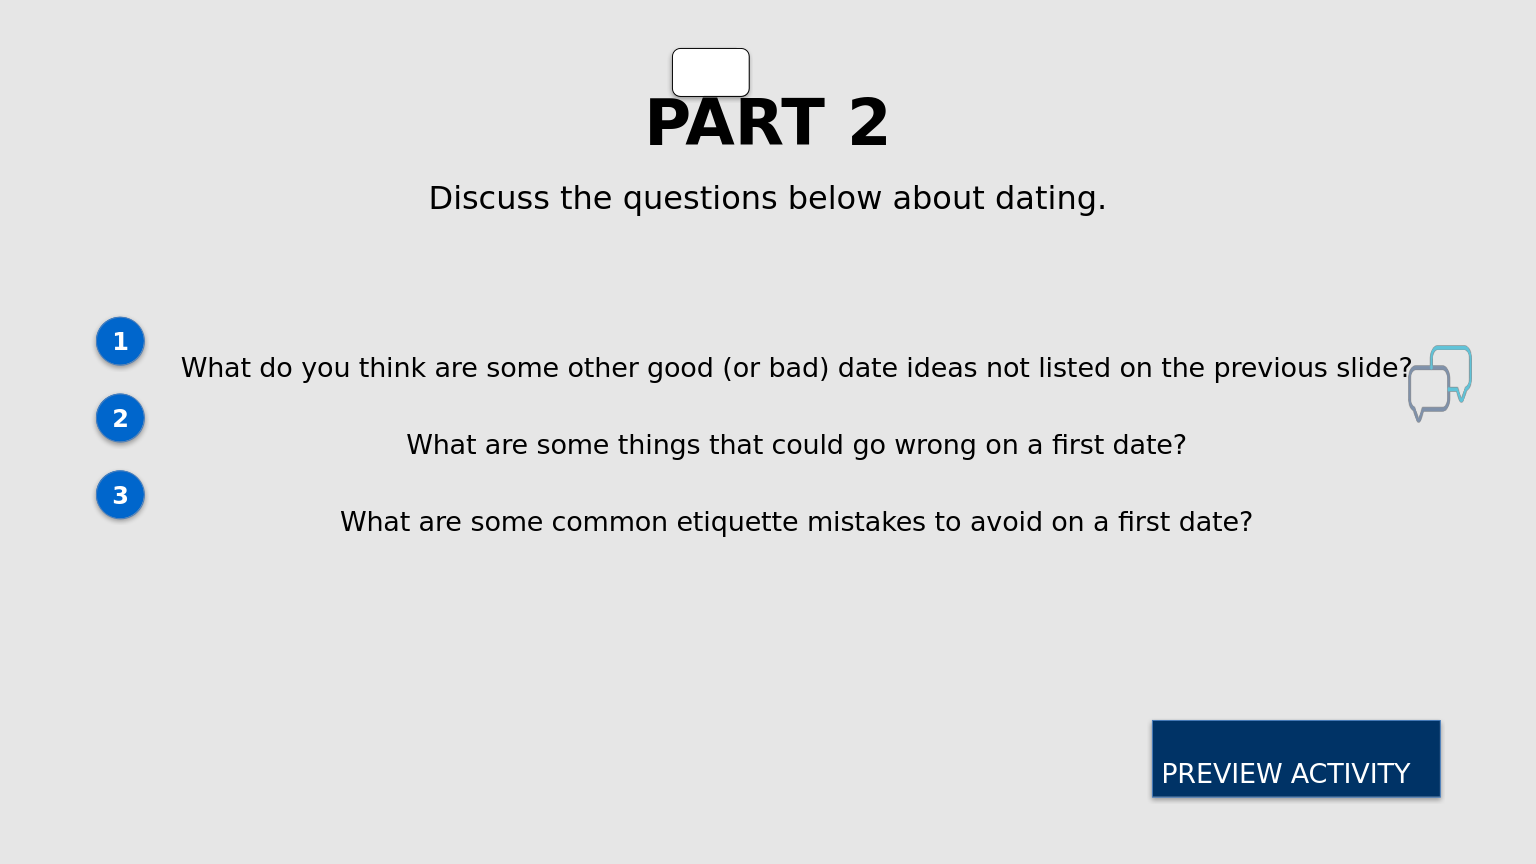 PART 2
Discuss the questions below about dating.
1
What do you think are some other good (or bad) date ideas not listed on the previous slide?
2
What are some things that could go wrong on a first date?
3
What are some common etiquette mistakes to avoid on a first date?
PREVIEW ACTIVITY